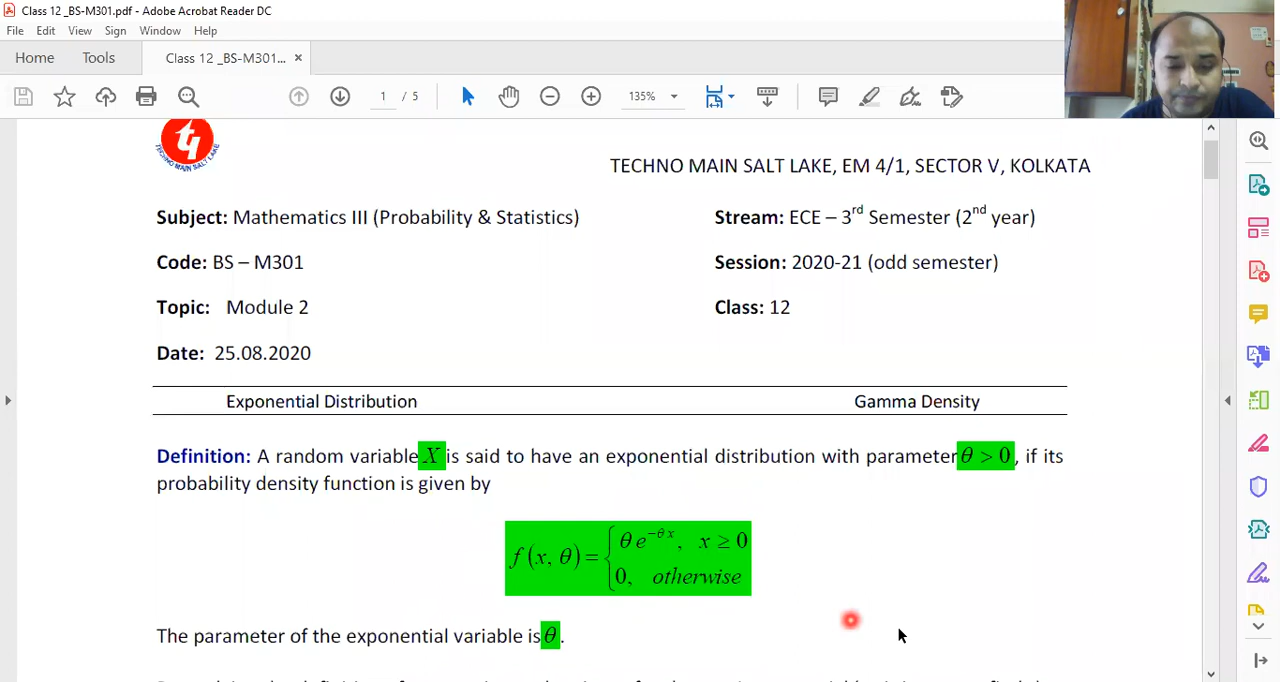 Class 12 _BS-M301.pdf - Adobe Acrobat Reader DC
File Edit View Sign Window Help
Home Tools Class 12 _BS-M301... ×
1 / 5 135%
TECHNO MAIN SALT LAKE
TECHNO MAIN SALT LAKE, EM 4/1, SECTOR V, KOLKATA
Subject: Mathematics III (Probability & Statistics) Stream: ECE – 3rd Semester (2nd year)
Code: BS – M301 Session: 2020-21 (odd semester)
Topic: Module 2 Class: 12
Date: 25.08.2020
Exponential Distribution Gamma Density
Definition: A random variable X is said to have an exponential distribution with parameter θ > 0, if its
probability density function is given by
f(x, θ) = { θ e^{-θx}, x ≥ 0
0, otherwise
The parameter of the exponential variable is θ.